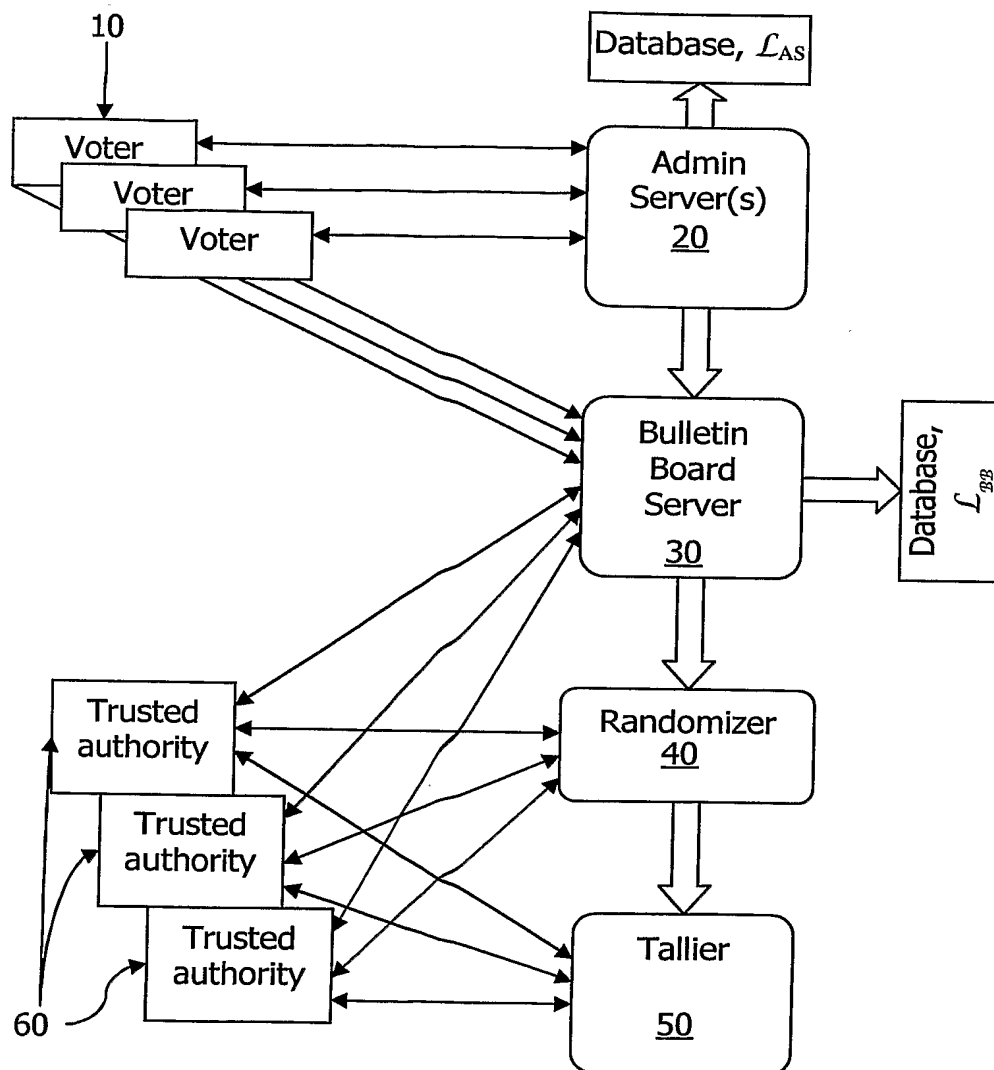 10
Database, ℒAS
Voter
Voter
Voter
Admin
Server(s)
20
Bulletin
Board
Server
30
Database,
ℒℬℬ
Trusted
authority
Trusted
authority
Trusted
authority
60
Randomizer
40
Tallier
50